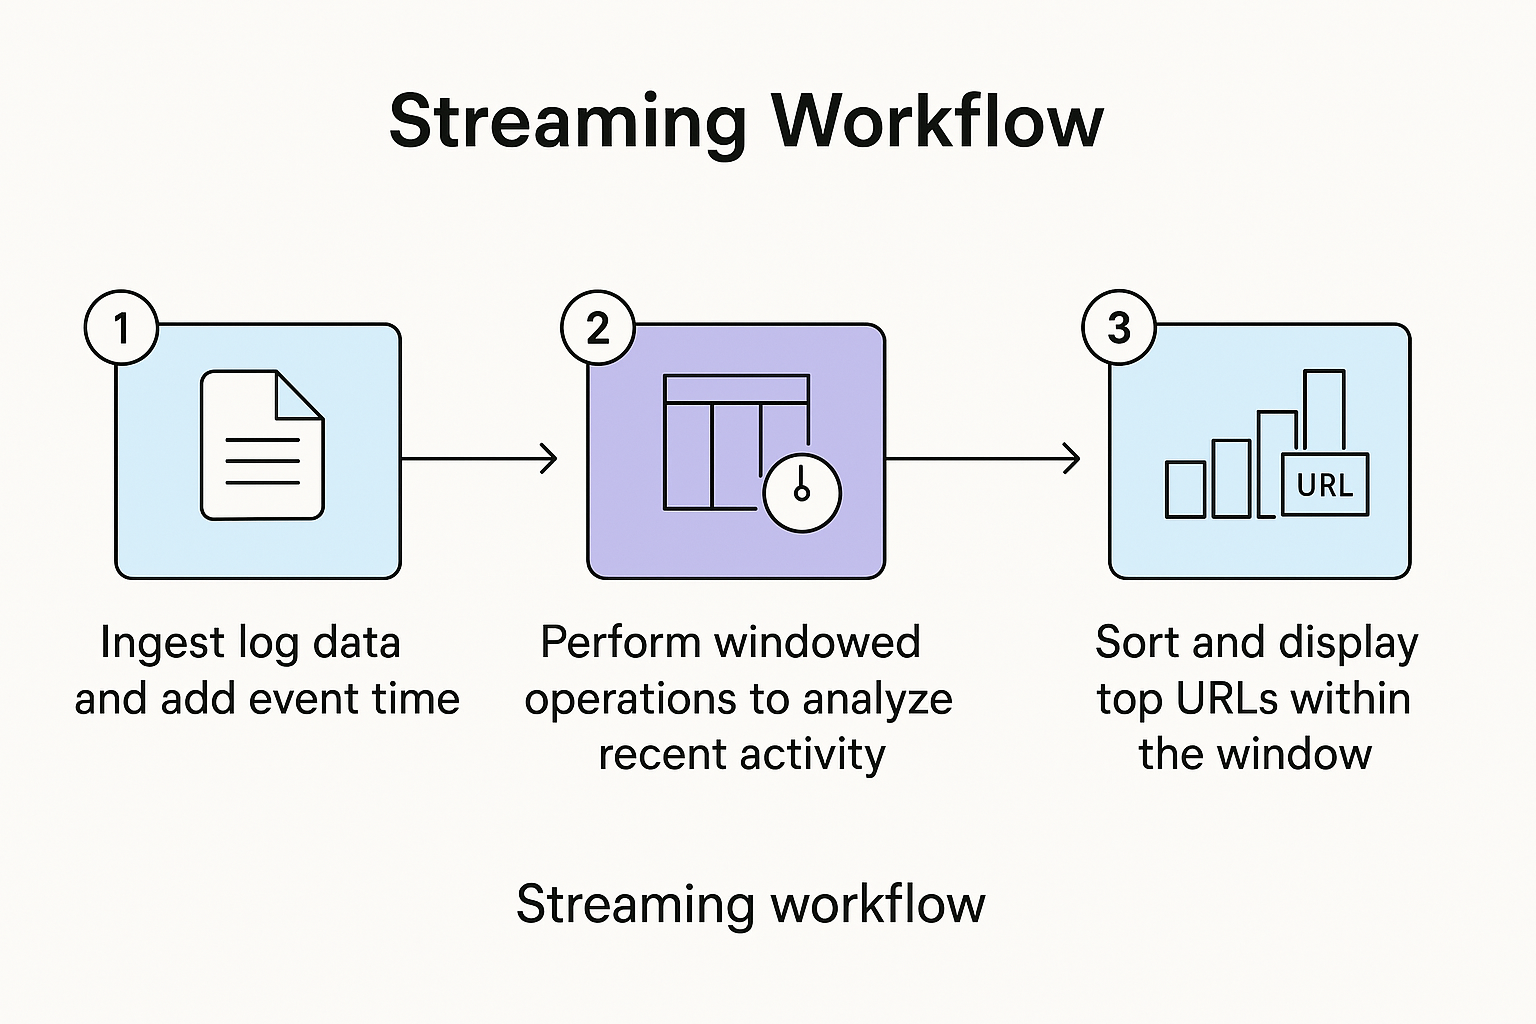 Streaming Workflow
1
Ingest log data
and add event time
2
Perform windowed
operations to analyze
recent activity
3
URL
Sort and display
top URLs within
the window
Streaming workflow